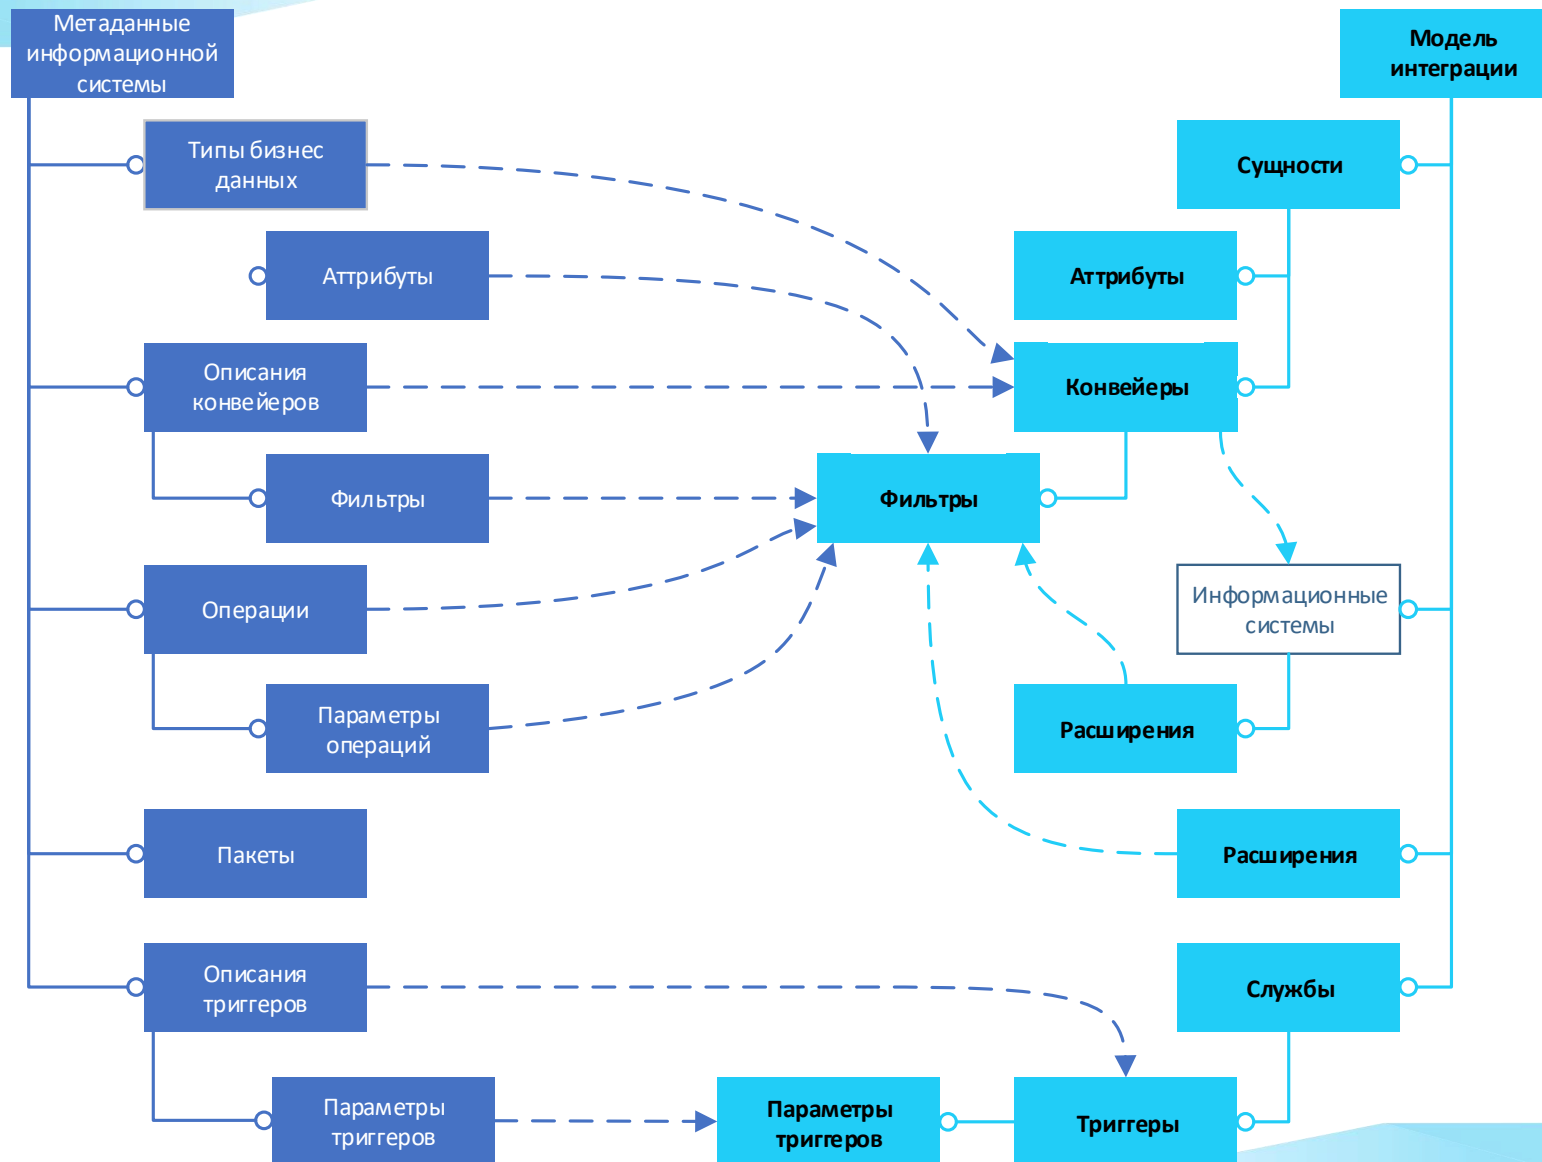 Метаданные
информационной
системы
Модель
интеграции
Типы бизнес
данных
Сущности
Аттрибуты
Аттрибуты
Описания
конвейеров
Конвейеры
Фильтры
Фильтры
Операции
Информационные
системы
Параметры
операций
Расширения
Пакеты
Расширения
Описания
триггеров
Службы
Параметры
триггеров
Параметры
триггеров
Триггеры